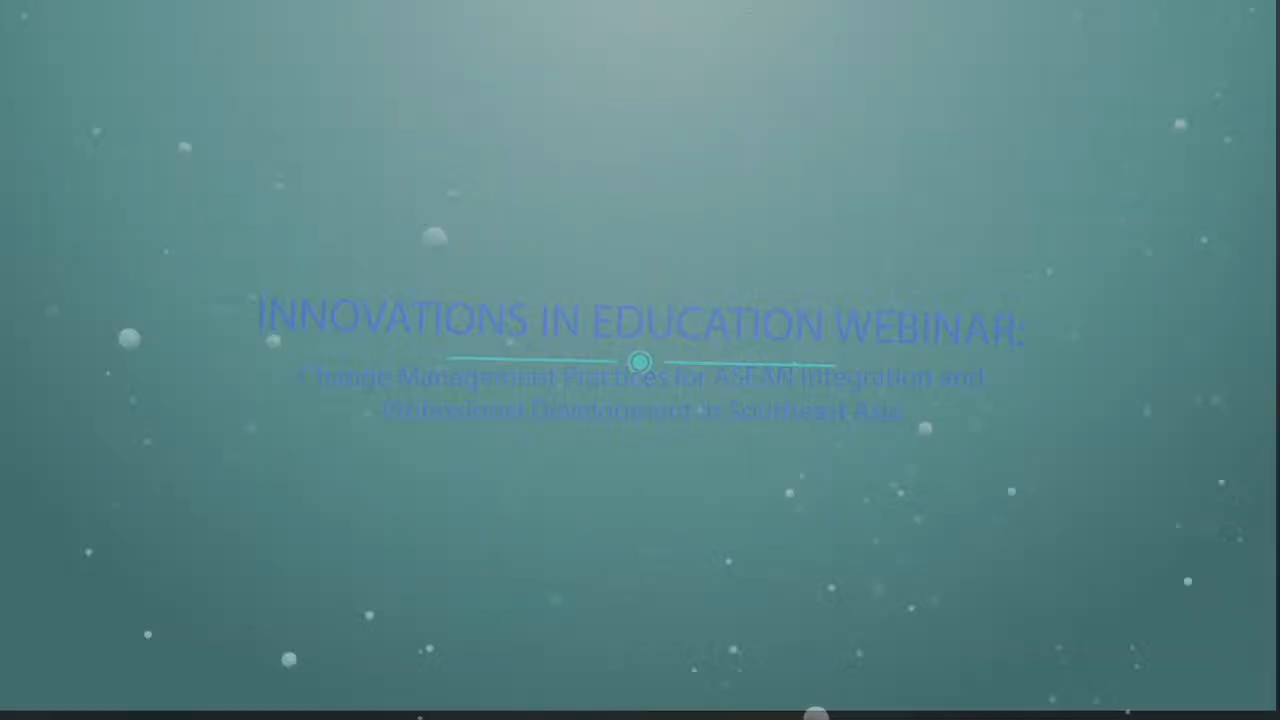 INNOVATIONS IN EDUCATION WEBINAR:
Change Management Practices for ASEAN Integration and
Professional Development in Southeast Asia